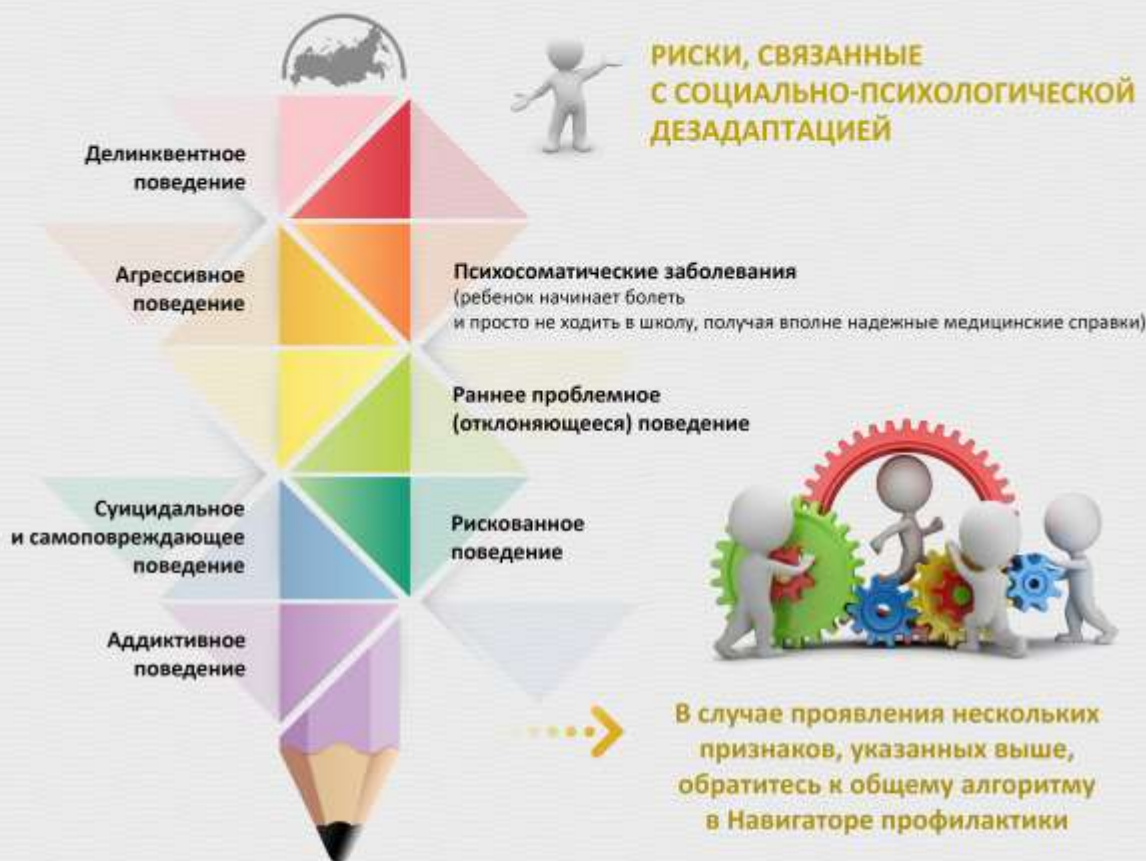 РИСКИ, СВЯЗАННЫЕ
С СОЦИАЛЬНО-ПСИХОЛОГИЧЕСКОЙ
ДЕЗАДАПТАЦИЕЙ
Делинквентное
поведение
Агрессивное
поведение
Психосоматические заболевания
(ребенок начинает болеть
и просто не ходить в школу, получая вполне надежные медицинские справки)
Раннее проблемное
(отклоняющееся) поведение
Суицидальное
и самоповреждающее
поведение
Рискованное
поведение
Аддиктивное
поведение
В случае проявления нескольких
признаков, указанных выше,
обратитесь к общему алгоритму
в Навигаторе профилактики